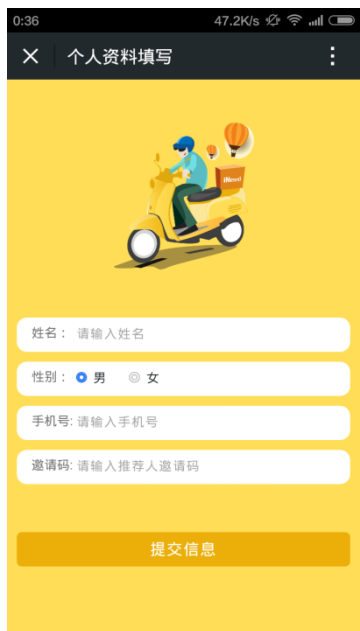 0:36 47.2K/s
个人资料填写
iNeed
姓名： 请输入姓名
性别： 男 女
手机号: 请输入手机号
邀请码: 请输入推荐人邀请码
提交信息